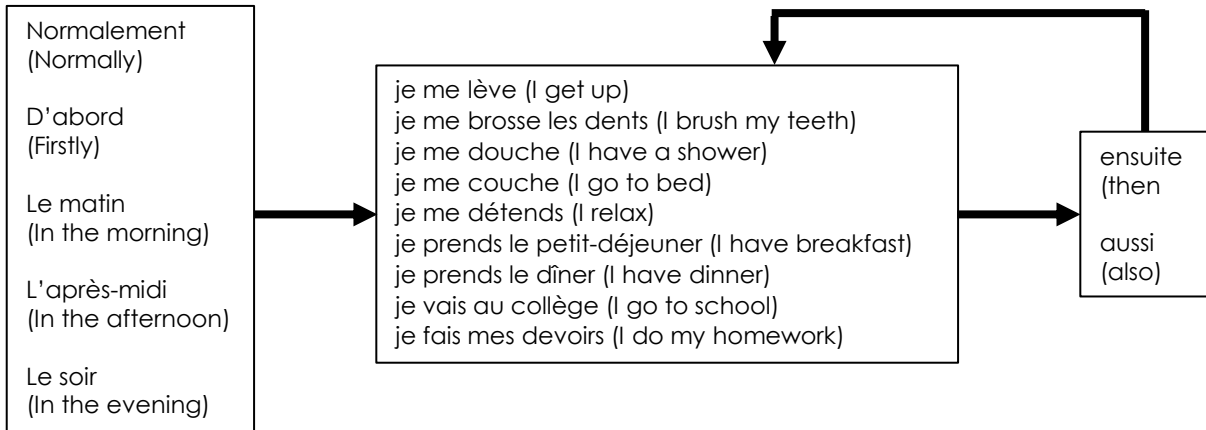 Normalement
(Normally)
D'abord
(Firstly)
Le matin
(In the morning)
L'après-midi
(In the afternoon)
Le soir
(In the evening)
je me lève (I get up)
je me brosse les dents (I brush my teeth)
je me douche (I have a shower)
je me couche (I go to bed)
je me détends (I relax)
je prends le petit-déjeuner (I have breakfast)
je prends le dîner (I have dinner)
je vais au collège (I go to school)
je fais mes devoirs (I do my homework)
ensuite
(then
aussi
(also)